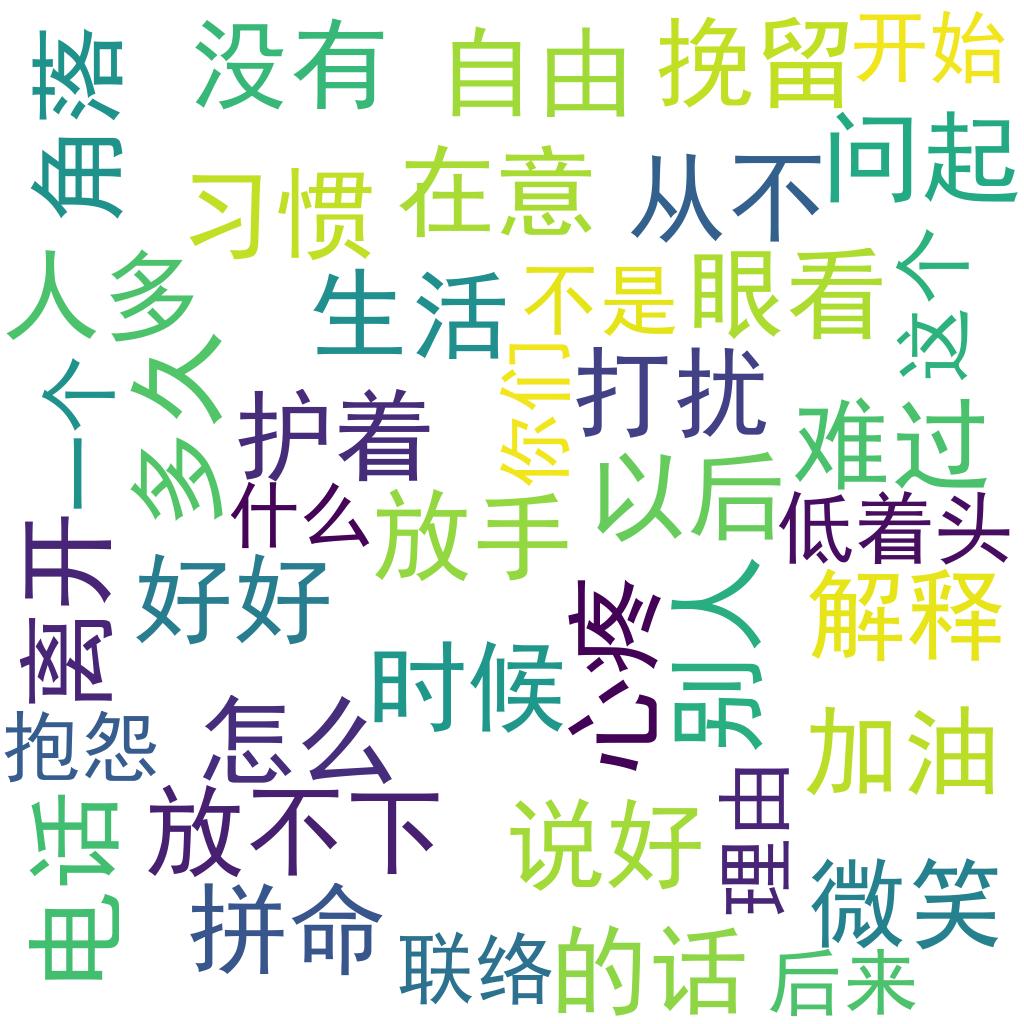 角落
没有
自由
挽留
开始
问起
习惯
在意
从不
人多
生活
不是
眼看
这个
一个
多久
护着
你们
打扰
难过
什么
放手
以后
低着头
离开
好好
心疼
别人
解释
时候
抱怨
怎么
加油
电话
放不下
说好
理由
微笑
拼命
联络
的话
后来